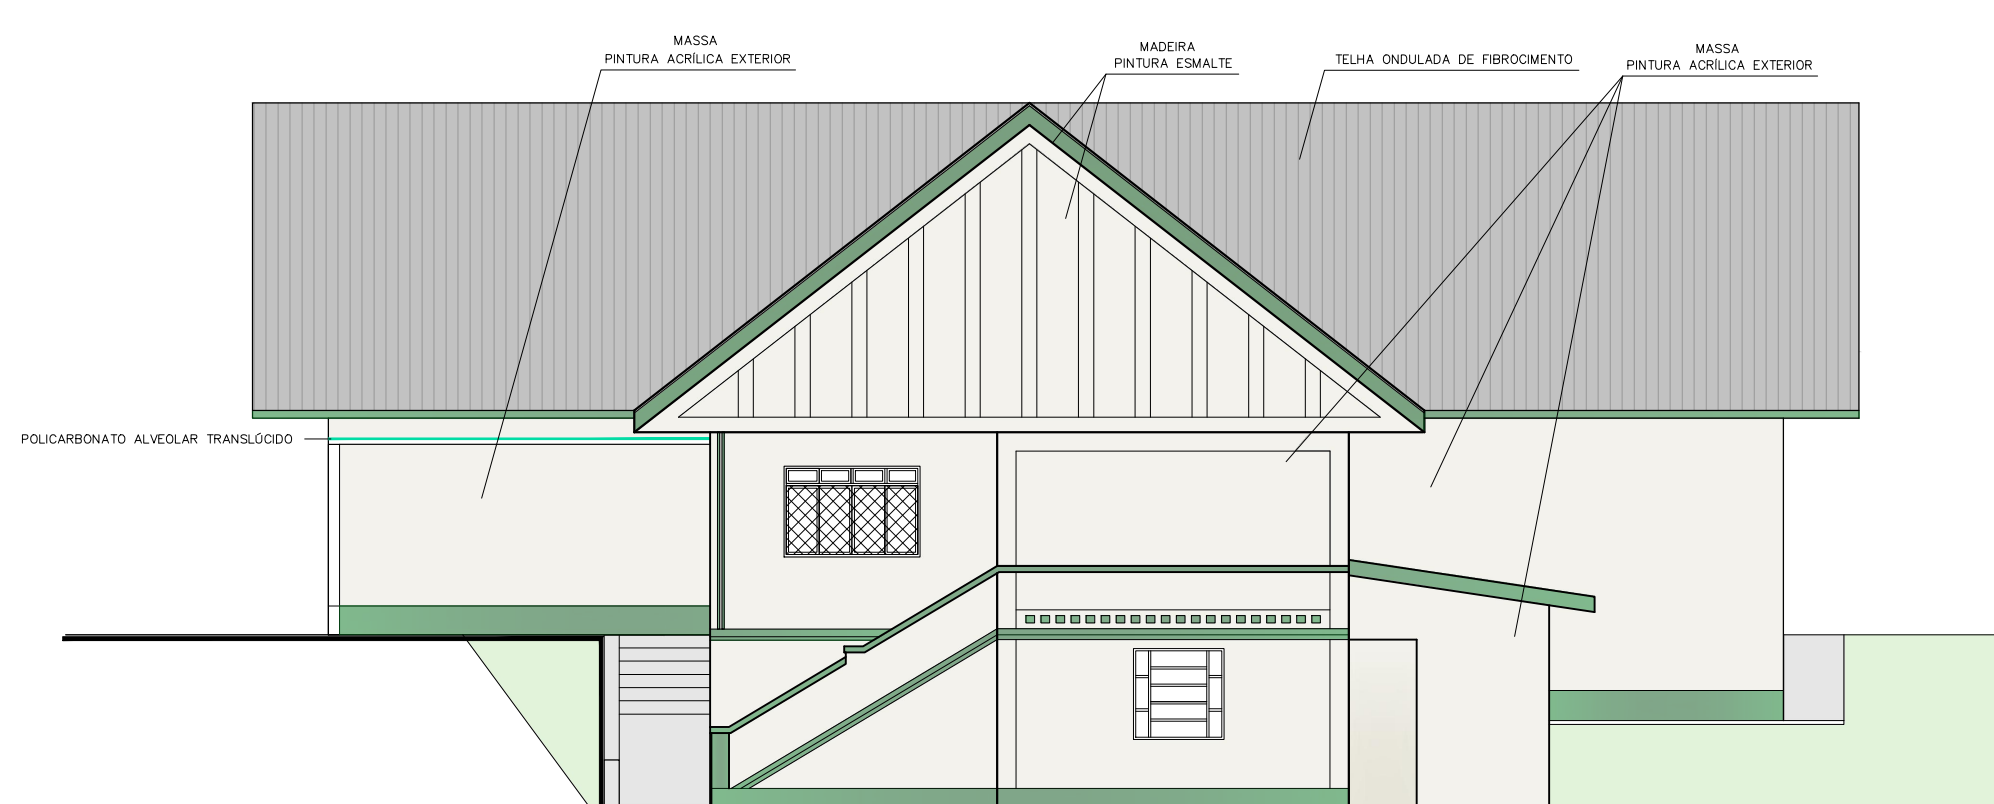 MASSA
PINTURA ACRÍLICA EXTERIOR
MADEIRA
PINTURA ESMALTE
TELHA ONDULADA DE FIBROCIMENTO
MASSA
PINTURA ACRÍLICA EXTERIOR
POLICARBONATO ALVEOLAR TRANSLÚCIDO